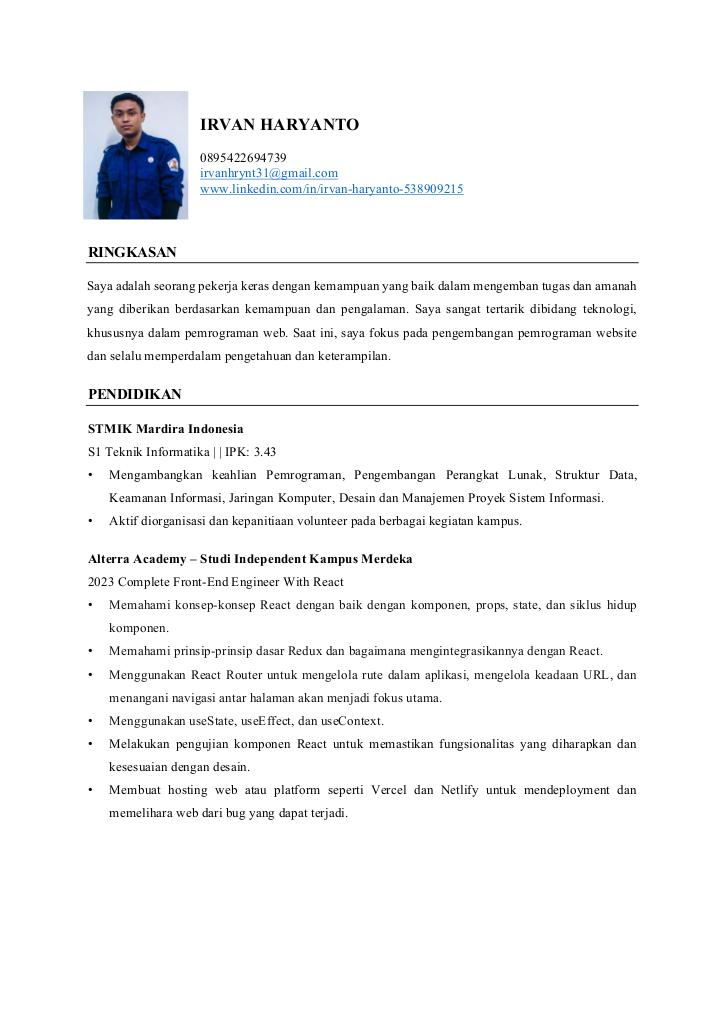 IRVAN HARYANTO
0895422694739
irvanhrynt31@gmail.com
www.linkedin.com/in/irvan-haryanto-538909215
RINGKASAN
Saya adalah seorang pekerja keras dengan kemampuan yang baik dalam mengemban tugas dan amanah
yang diberikan berdasarkan kemampuan dan pengalaman. Saya sangat tertarik dibidang teknologi,
khususnya dalam pemrograman web. Saat ini, saya fokus pada pengembangan pemrograman website
dan selalu memperdalam pengetahuan dan keterampilan.
PENDIDIKAN
STMIK Mardira Indonesia
S1 Teknik Informatika || IPK: 3.43
• Mengambangkan keahlian Pemrograman, Pengembangan Perangkat Lunak, Struktur Data,
Keamanan Informasi, Jaringan Komputer, Desain dan Manajemen Proyek Sistem Informasi.
• Aktif diorganisasi dan kepanitiaan volunteer pada berbagai kegiatan kampus.
Alterra Academy – Studi Independent Kampus Merdeka
2023 Complete Front-End Engineer With React
• Memahami konsep-konsep React dengan baik dengan komponen, props, state, dan siklus hidup
komponen.
• Memahami prinsip-prinsip dasar Redux dan bagaimana mengintegrasikannya dengan React.
• Menggunakan React Router untuk mengelola rute dalam aplikasi, mengelola keadaan URL, dan
menangani navigasi antar halaman akan menjadi fokus utama.
• Menggunakan useState, useEffect, dan useContext.
• Melakukan pengujian komponen React untuk memastikan fungsionalitas yang diharapkan dan
kesesuaian dengan desain.
• Membuat hosting web atau platform seperti Vercel dan Netlify untuk mendeployment dan
memelihara web dari bug yang dapat terjadi.